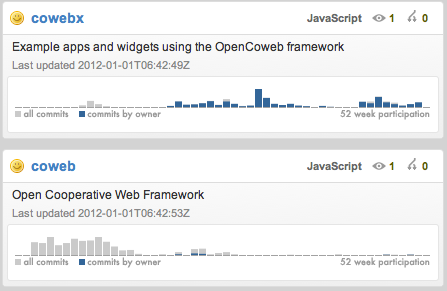 cowebx JavaScript 1 0
Example apps and widgets using the OpenCoweb framework
Last updated 2012-01-01T06:42:49Z
all commits commits by owner 52 week participation
coweb JavaScript 1 0
Open Cooperative Web Framework
Last updated 2012-01-01T06:42:53Z
all commits commits by owner 52 week participation